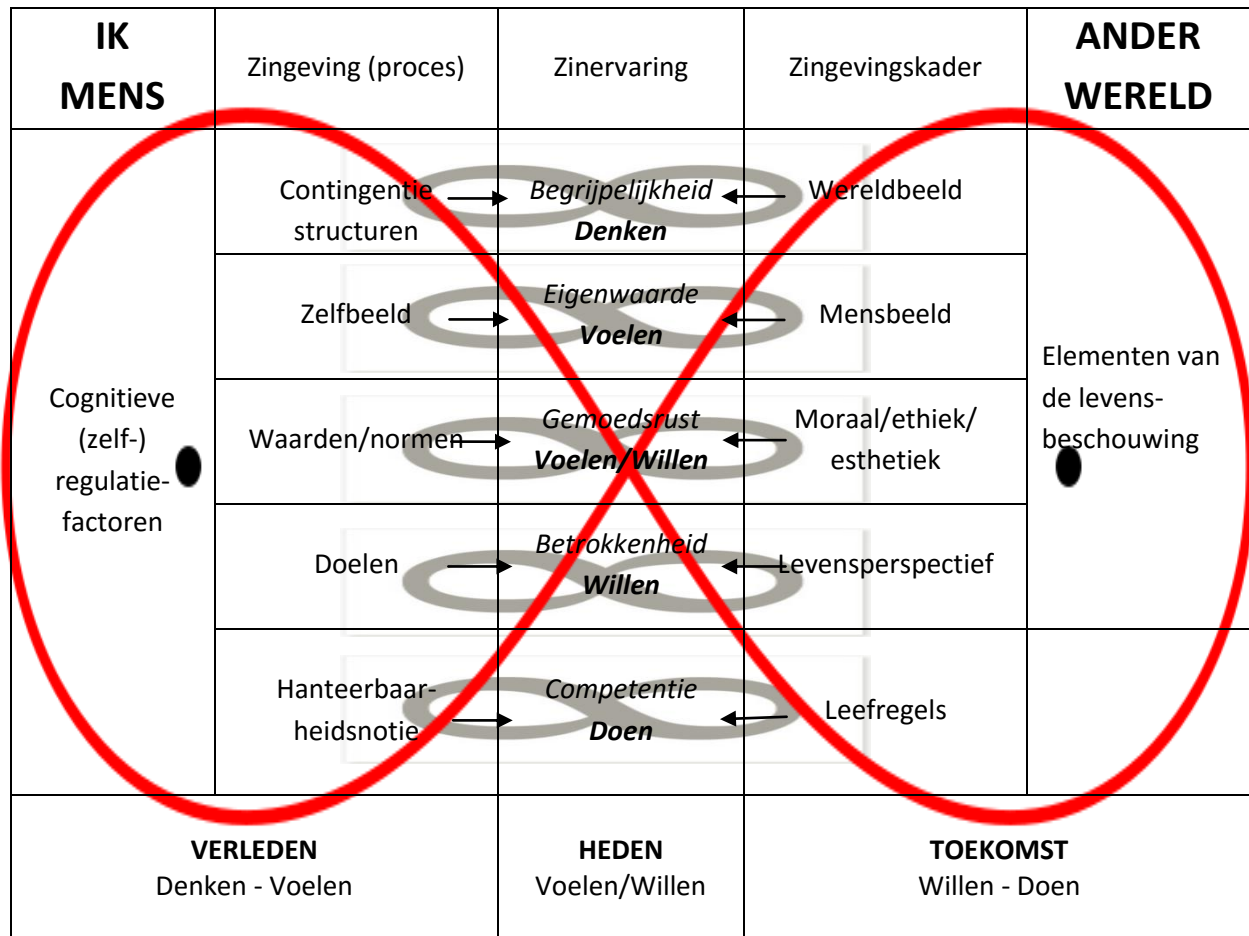 IK
MENS
Zingeving (proces)
Zinervaring
Zingevingskader
ANDER
WERELD
Cognitieve
(zelf-)
regulatie-
factoren
Contingentie
structuren
Begrijpelijkheid
Denken
Wereldbeeld
Elementen van
de levens-
beschouwing
Zelfbeeld
Eigenwaarde
Voelen
Mensbeeld
Waarden/normen
Gemoedsrust
Voelen/Willen
Moraal/ethiek/
esthetiek
Doelen
Betrokkenheid
Willen
Levensperspectief
Hanteerbaar-
heidsnotie
Competentie
Doen
Leefregels
VERLEDEN
Denken - Voelen
HEDEN
Voelen/Willen
TOEKOMST
Willen - Doen